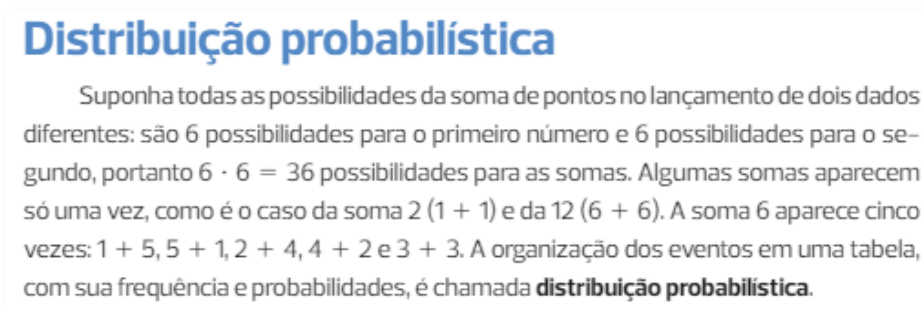 Distribuição probabilística
Suponha todas as possibilidades da soma de pontos no lançamento de dois dados
diferentes: são 6 possibilidades para o primeiro número e 6 possibilidades para o se-
gundo, portanto 6 · 6 = 36 possibilidades para as somas. Algumas somas aparecem
só uma vez, como é o caso da soma 2 (1 + 1) e da 12 (6 + 6). A soma 6 aparece cinco
vezes: 1 + 5, 5 + 1, 2 + 4, 4 + 2 e 3 + 3. A organização dos eventos em uma tabela,
com sua frequência e probabilidades, é chamada distribuição probabilística.